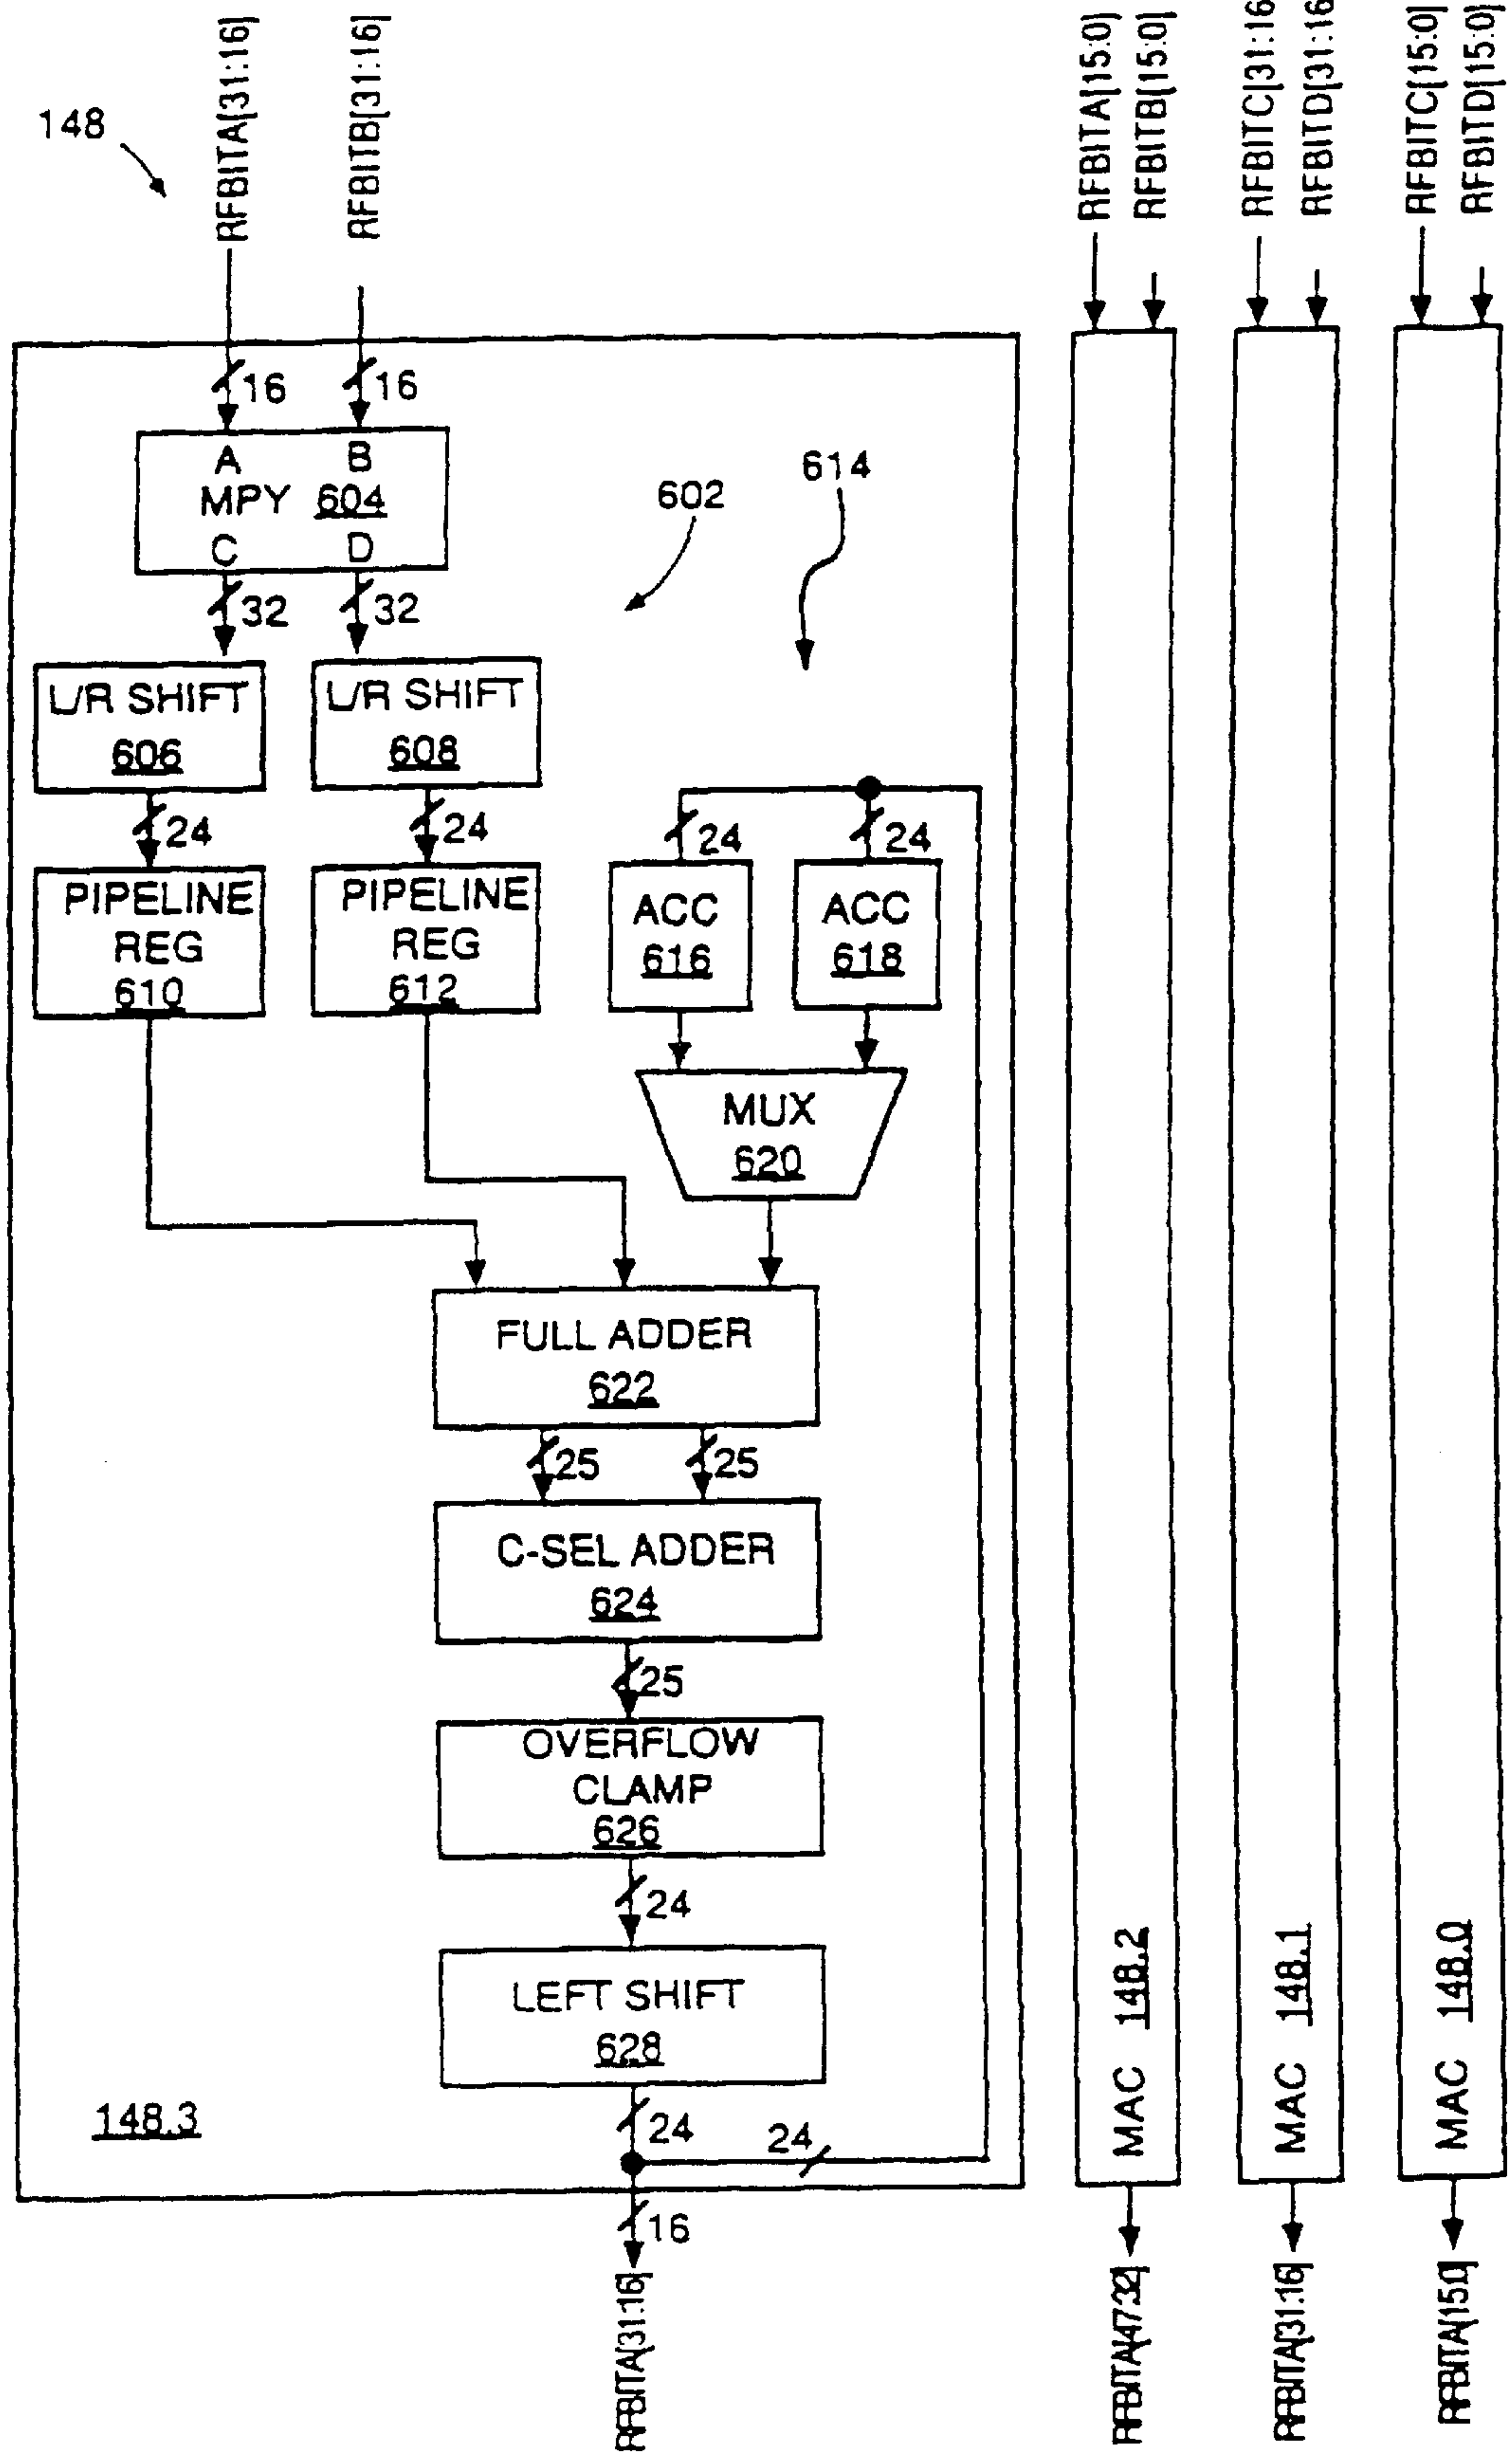 148
RFBITA[31:16]
RFBITB[31:16]
RFBITA[15:0]
RFBITB[15:0]
RFBITC[31:16]
RFBITD[31:16]
RFBITC[15:0]
RFBITD[15:0]
16
16
A B
MPY 604
C D
602
614
32
32
L/R SHIFT
606
L/R SHIFT
608
24
24
24
24
PIPELINE
REG
610
PIPELINE
REG
612
ACC
616
ACC
618
MUX
620
FULL ADDER
622
25
25
C-SEL ADDER
624
25
OVERFLOW
CLAMP
626
24
LEFT SHIFT
628
148.3
24
24
16
MAC 148.2
MAC 148.1
MAC 148.0
RFBITA[31:16]
RFBITA[47:32]
RFBITA[31:16]
RFBITA[15:0]